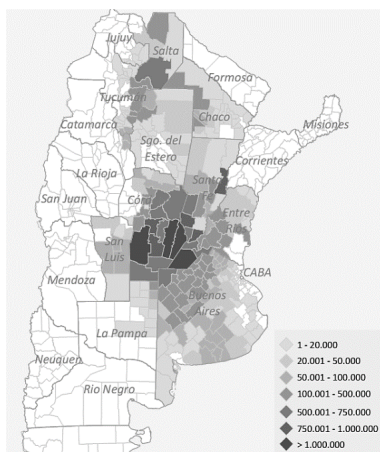 Jujuy
Salta
Formosa
Tucumán
Chaco
Catamarca
Misiones
Sgo. del
Estero
Corrientes
La Rioja
Santa
San Juan
Córd
Entre
Ríos
San
Luis
CABA
Mendoza
Buenos
Aires
La Pampa
Neuquen
Rio Negro
1 - 20.000
20.001 - 50.000
50.001 - 100.000
100.001 - 500.000
500.001 - 750.000
750.001 - 1.000.000
> 1.000.000